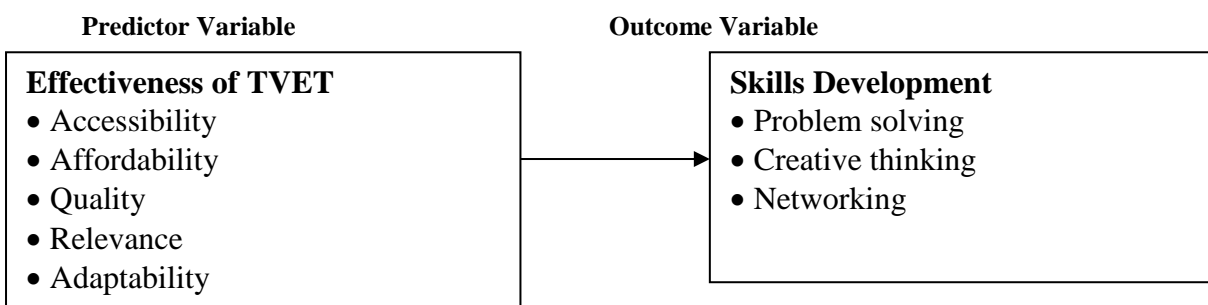 Predictor Variable
Outcome Variable
Effectiveness of TVET
• Accessibility
• Affordability
• Quality
• Relevance
• Adaptability
Skills Development
• Problem solving
• Creative thinking
• Networking